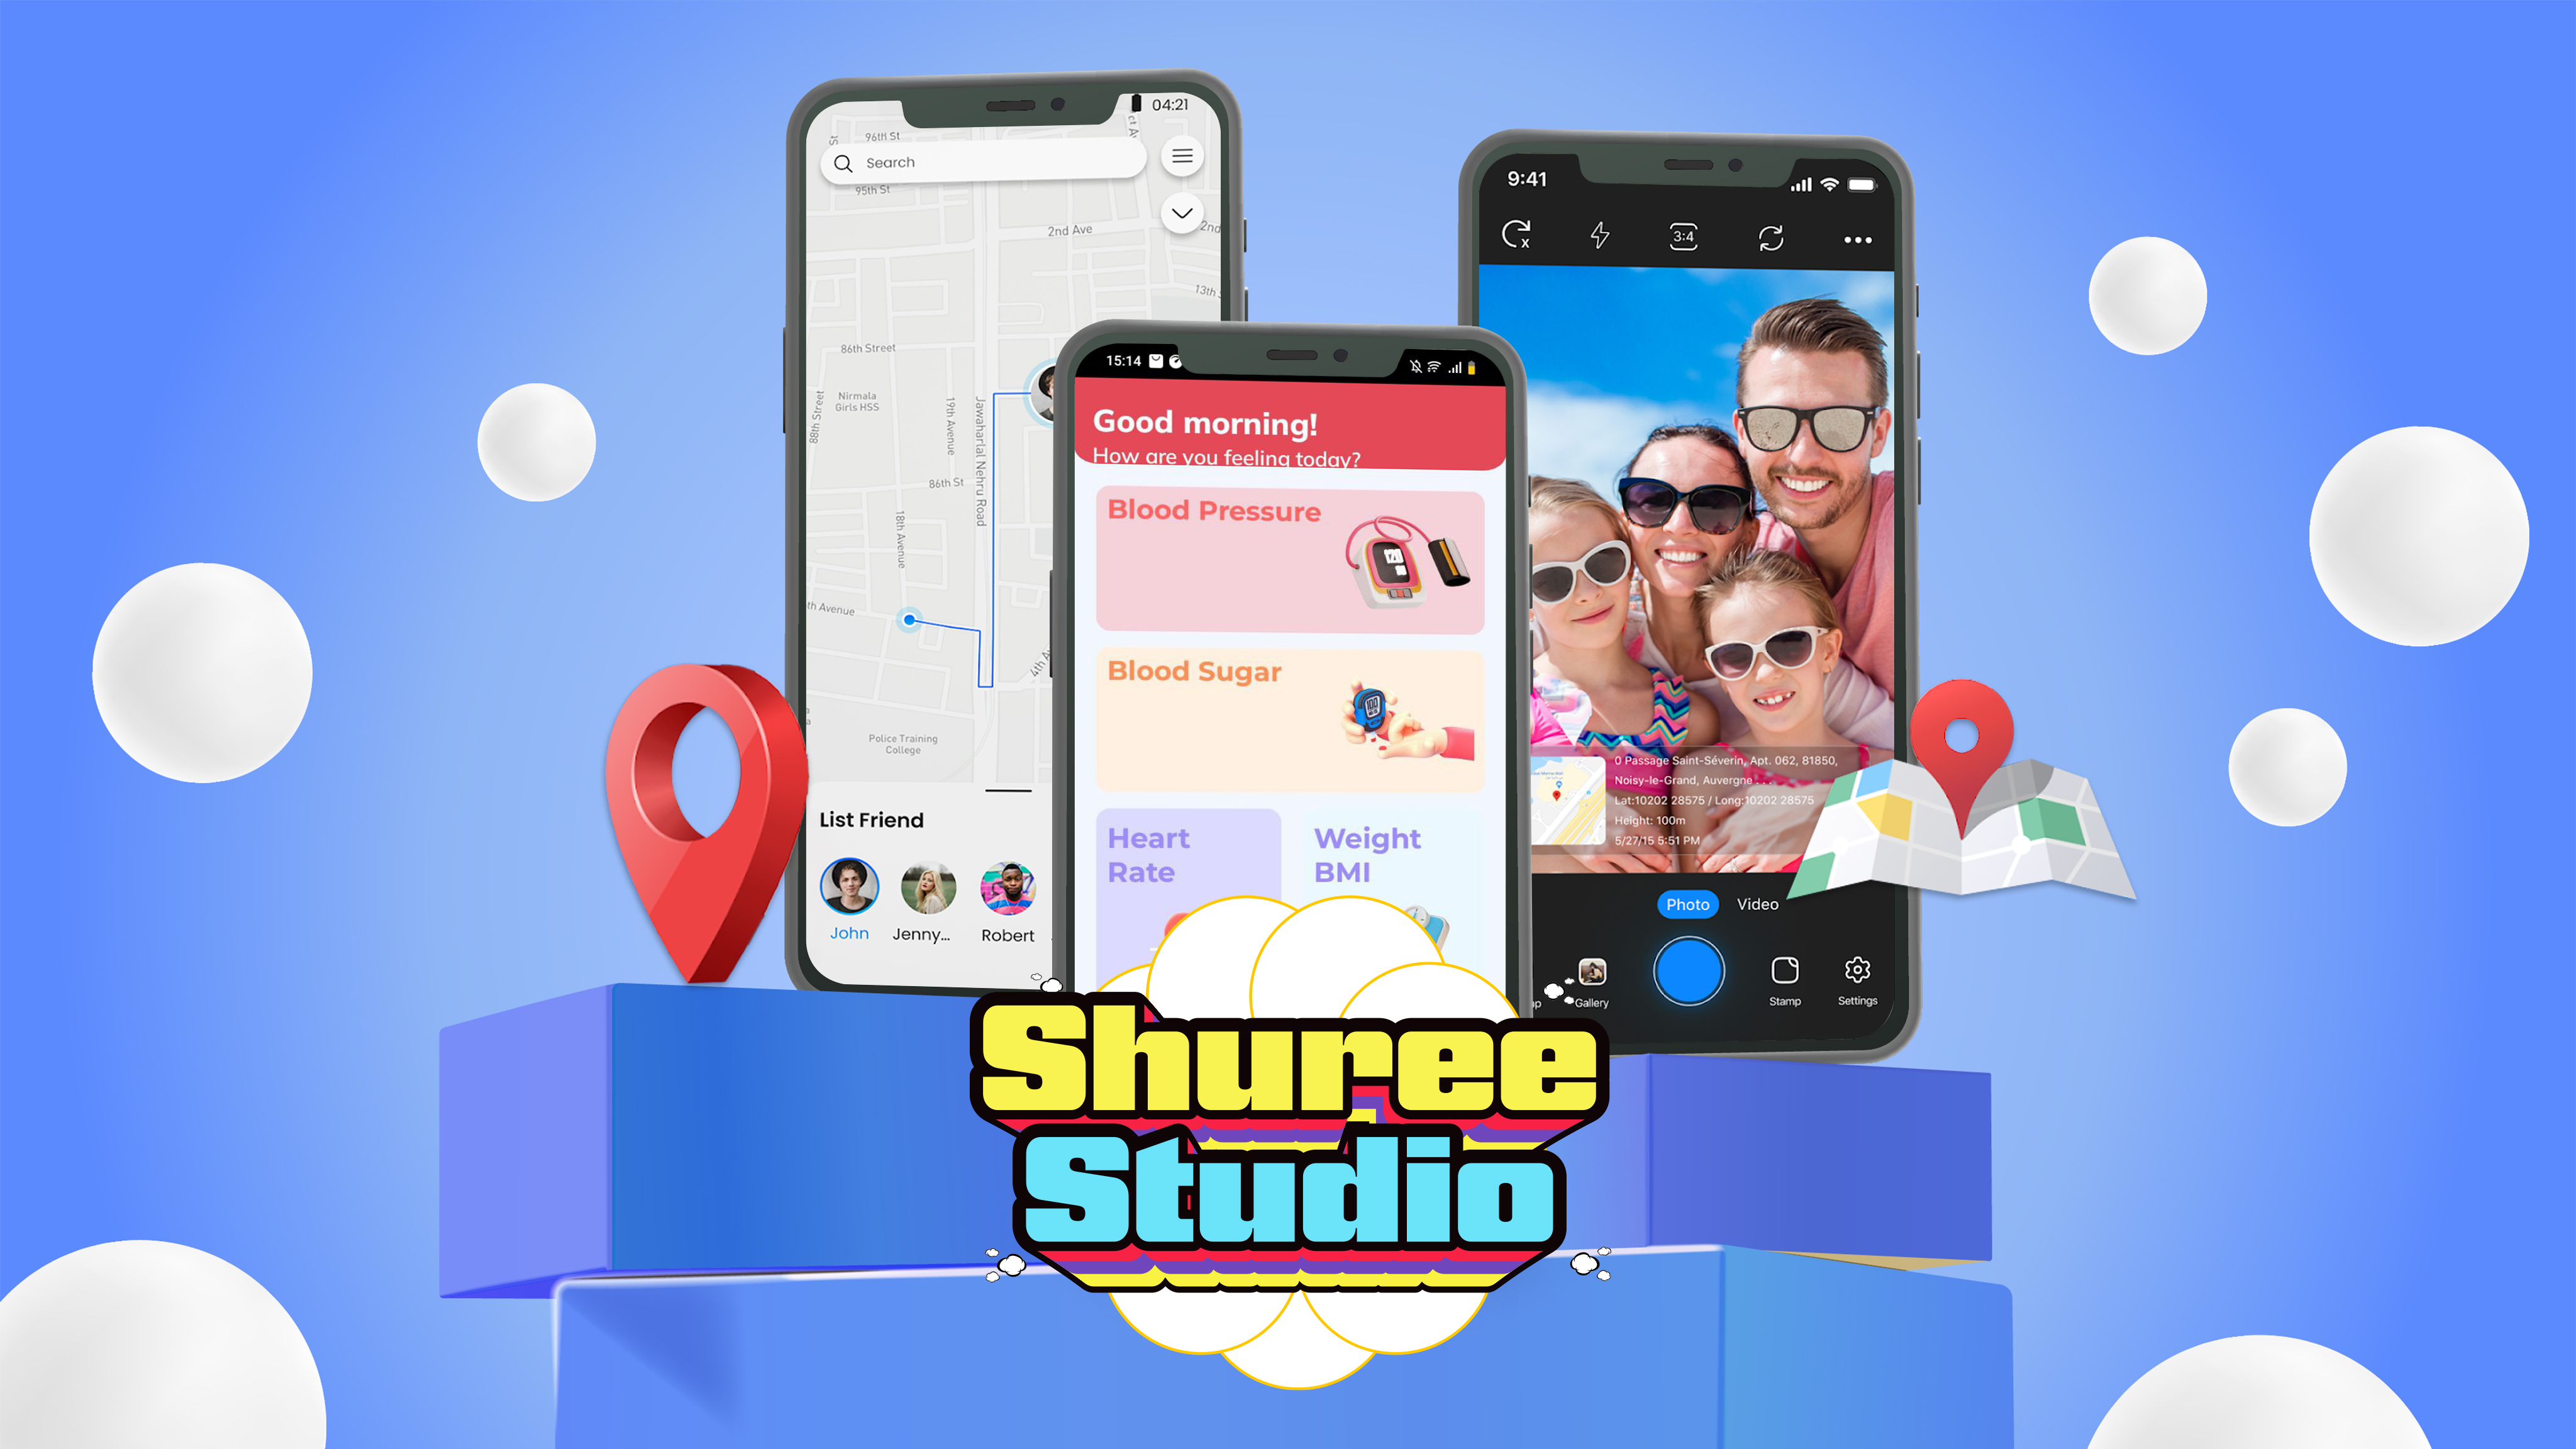 04:21
96th St
Search
95th St
2nd Ave
2nd
13th
86th Street
Nirmala
Girls HSS
88th Street
19th Avenue
Jawaharlal Nehru Road
86th St
18th Avenue
th Avenue
4th A
Police Training
College
List Friend
John
Jenny...
Robert
15:14
Good morning!
How are you feeling today?
Blood Pressure
120
Blood Sugar
100
Heart
Rate
Weight
BMI
9:41
x
3:4
0 Passage Saint-Séverin, Apt. 062, 81850,
Noisy-le-Grand, Auvergne . . .
Lat:10202 28575 / Long:10202 28575
Height: 100m
5/27/15 5:51 PM
Photo
Video
Gallery
Stamp
Settings
Shuree
Studio